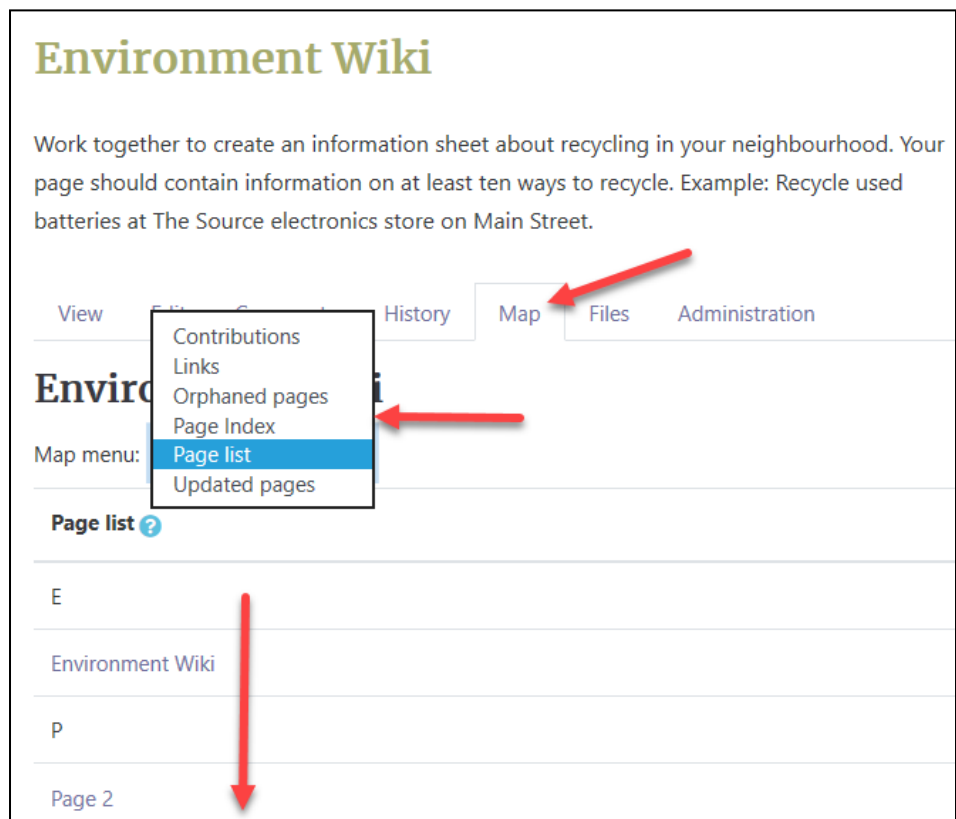 Environment Wiki
Work together to create an information sheet about recycling in your neighbourhood. Your
page should contain information on at least ten ways to recycle. Example: Recycle used
batteries at The Source electronics store on Main Street.
View History Map Files Administration
Contributions
Links
Orphaned pages
Page Index
Map menu: Page list
Updated pages
Page list ?
E
Environment Wiki
P
Page 2